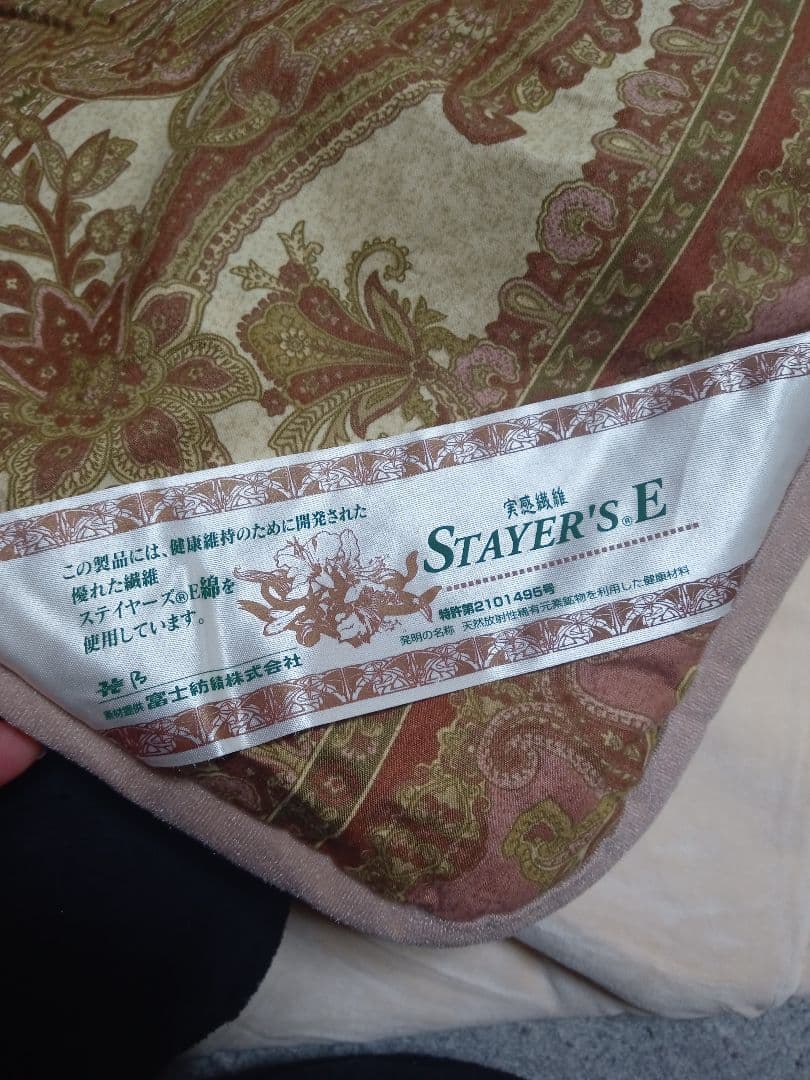 この製品には、健康維持のために開発された
優れた繊維
ステイヤーズ®E綿を
使用しています。
素材提供 富士紡績株式会社
実感繊維
STAYER'S®E
特許第2101495号
発明の名称 天然放射性稀有元素鉱物を利用した健康材料